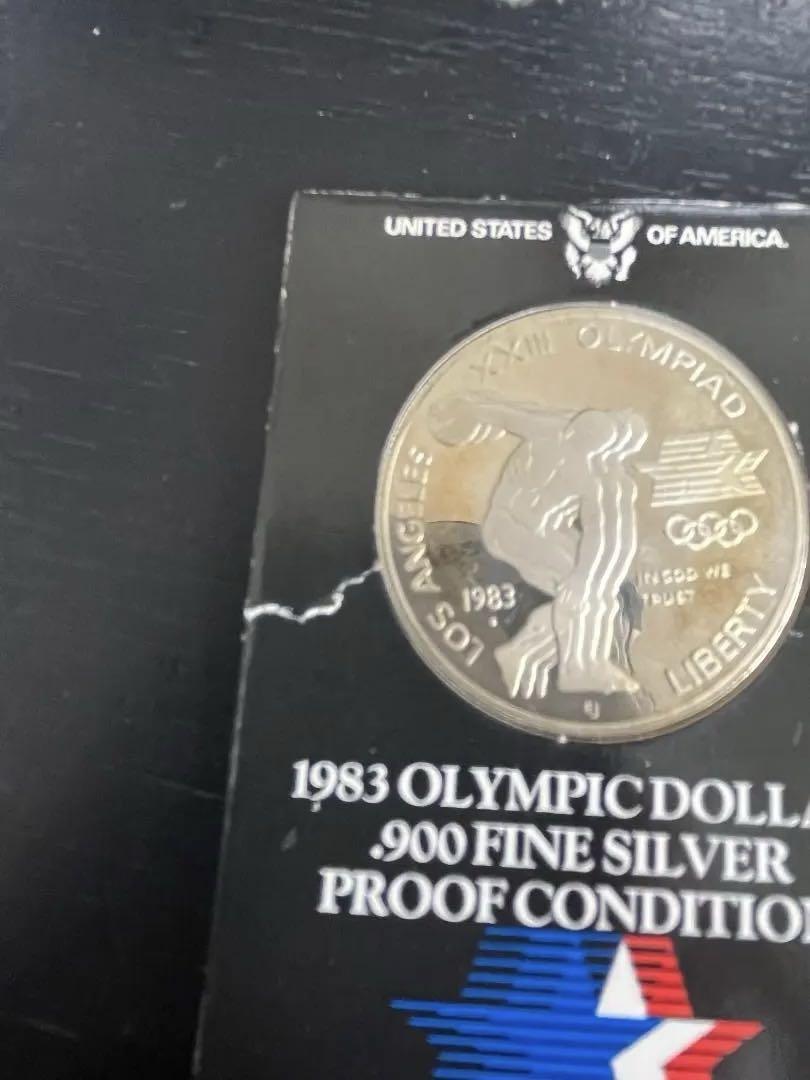 UNITED STATES OF AMERICA.
XXIII OLYMPIAD
LOS ANGELES
1983
IN GOD WE
TRUST
LIBERTY
1983 OLYMPIC DOLLA
.900 FINE SILVER
PROOF CONDITIO